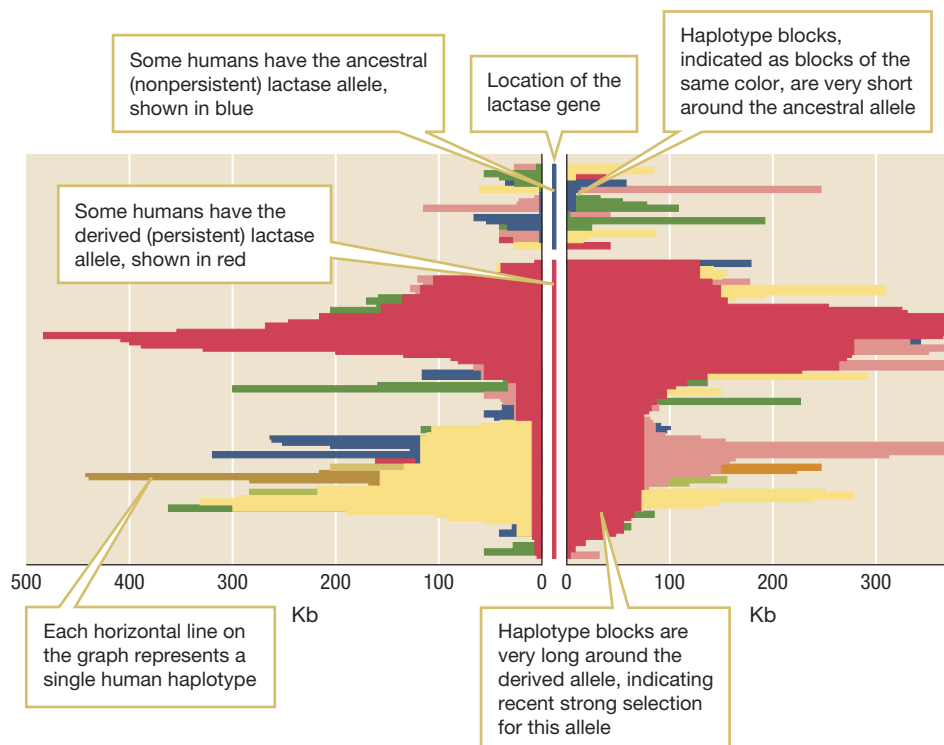 Some humans have the ancestral
(nonpersistent) lactase allele,
shown in blue
Location of the
lactase gene
Haplotype blocks,
indicated as blocks of the
same color, are very short
around the ancestral allele
Some humans have the
derived (persistent) lactase
allele, shown in red
500 400 300 200 100 0 0 100 200 300
Kb Kb
Each horizontal line on
the graph represents a
single human haplotype
Haplotype blocks are
very long around the
derived allele, indicating
recent strong selection
for this allele